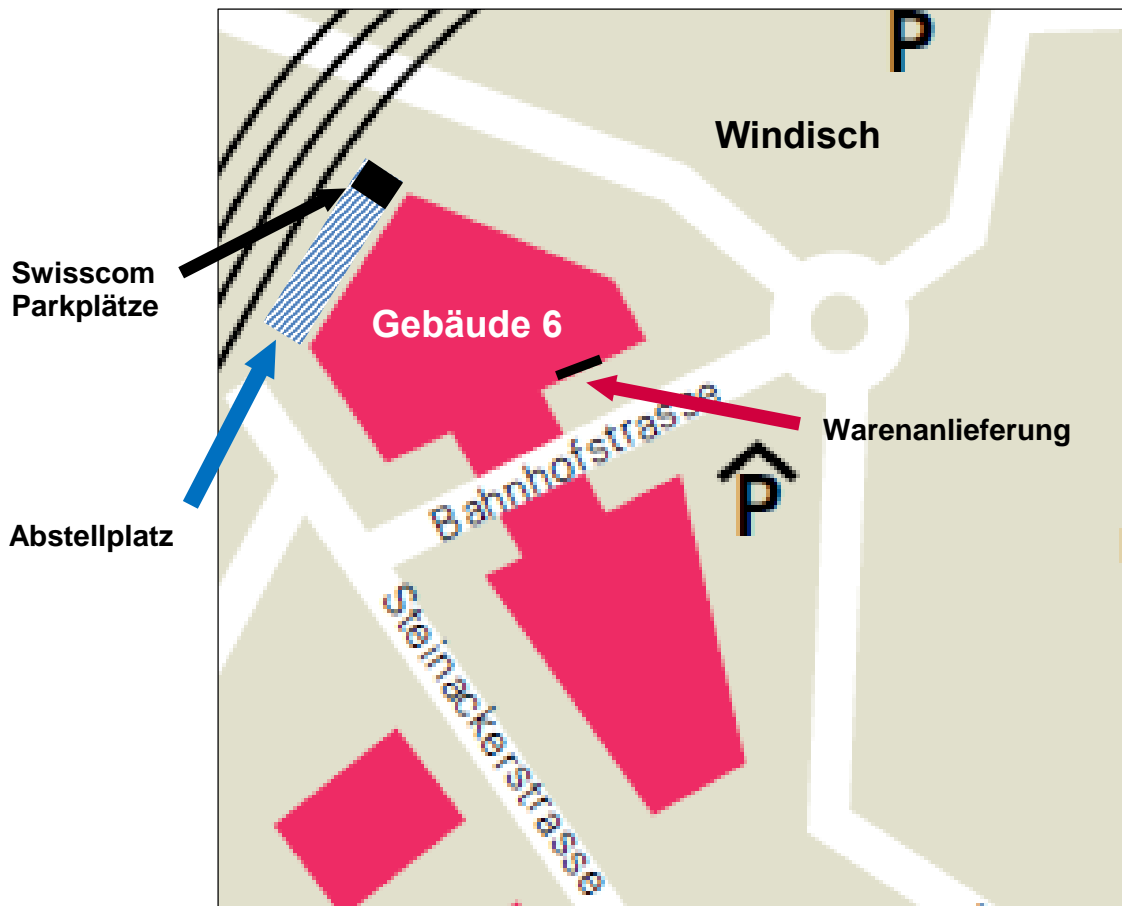 P
Windisch
Swisscom
Parkplätze
Gebäude 6
Bahnhofstrasse
Warenanlieferung
P
Abstellplatz
Steinackerstrasse